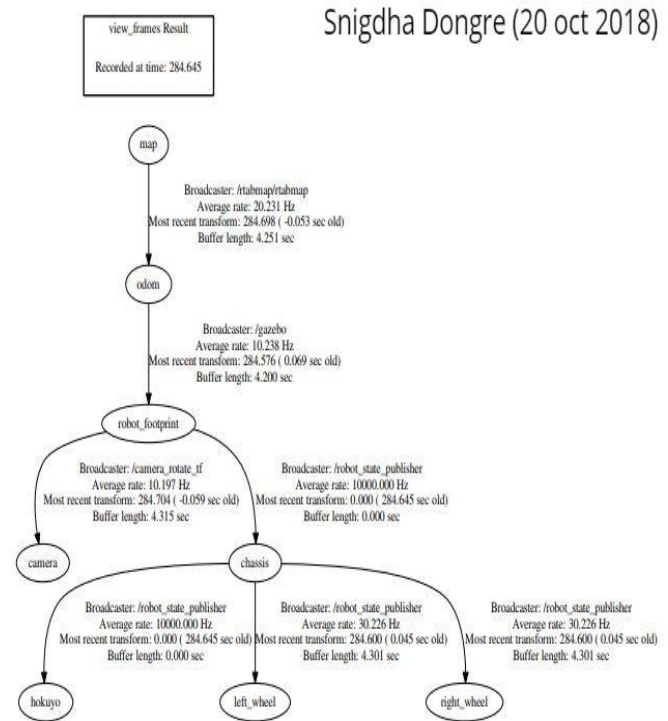 Snigdha Dongre (20 oct 2018)
view_frames Result
Recorded at time: 284.645
map
Broadcaster: /rtabmap/rtabmap
Average rate: 20.231 Hz
Most recent transform: 284.698 ( -0.053 sec old)
Buffer length: 4.251 sec
odom
Broadcaster: /gazebo
Average rate: 10.238 Hz
Most recent transform: 284.576 ( 0.069 sec old)
Buffer length: 4.200 sec
robot_footprint
Broadcaster: /camera_rotate_tf
Average rate: 10.197 Hz
Most recent transform: 284.704 ( -0.059 sec old)
Buffer length: 4.315 sec
Broadcaster: /robot_state_publisher
Average rate: 10000.000 Hz
Most recent transform: 0.000 ( 284.645 sec old)
Buffer length: 0.000 sec
camera
chassis
Broadcaster: /robot_state_publisher
Average rate: 10000.000 Hz
Most recent transform: 0.000 ( 284.645 sec old)
Buffer length: 0.000 sec
Broadcaster: /robot_state_publisher
Average rate: 30.226 Hz
Most recent transform: 284.600 ( 0.045 sec old)
Buffer length: 4.301 sec
Broadcaster: /robot_state_publisher
Average rate: 30.226 Hz
Most recent transform: 284.600 ( 0.045 sec old)
Buffer length: 4.301 sec
hokuyo
left_wheel
right_wheel